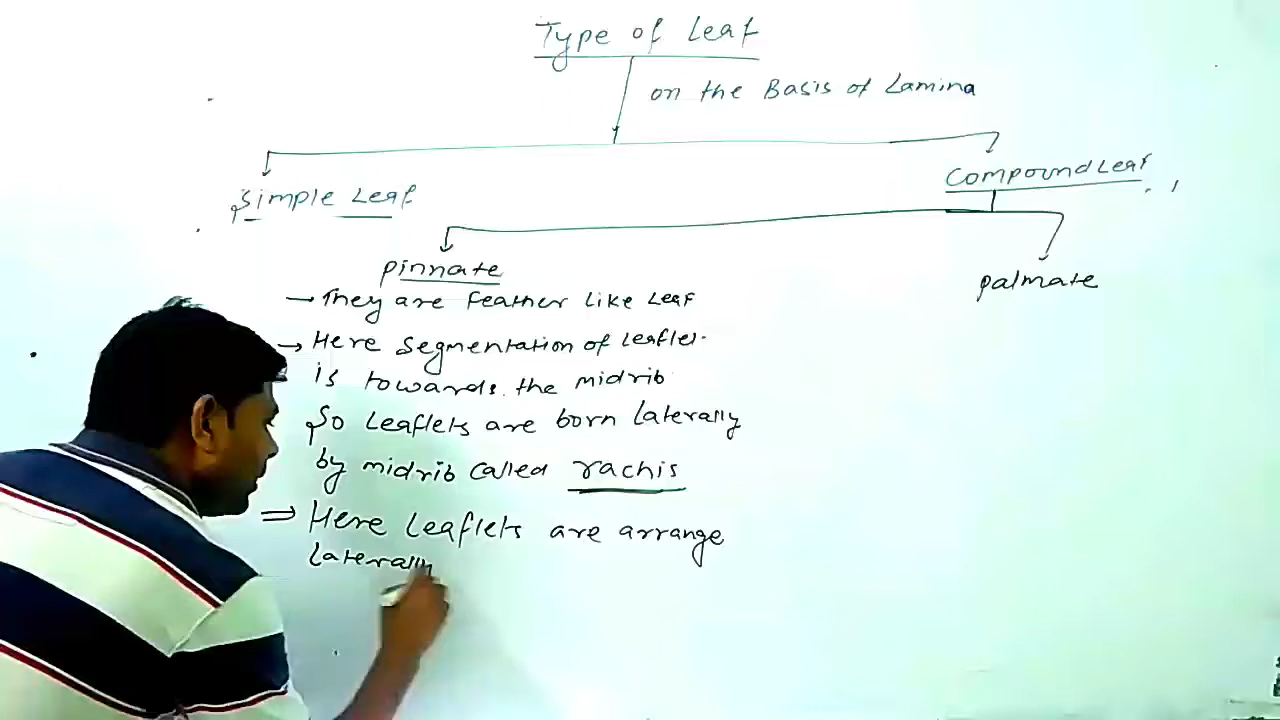 Type of Leaf
on the Basis of Lamina
Simple Leaf
Compound Leaf
pinnate
palmate
→ They are feather like Leaf
→ Here segmentation of leaflet
is towards the midrib
So Leaflets are born laterally
by midrib called rachis
⇒ Here Leaflets are arrange
Laterally